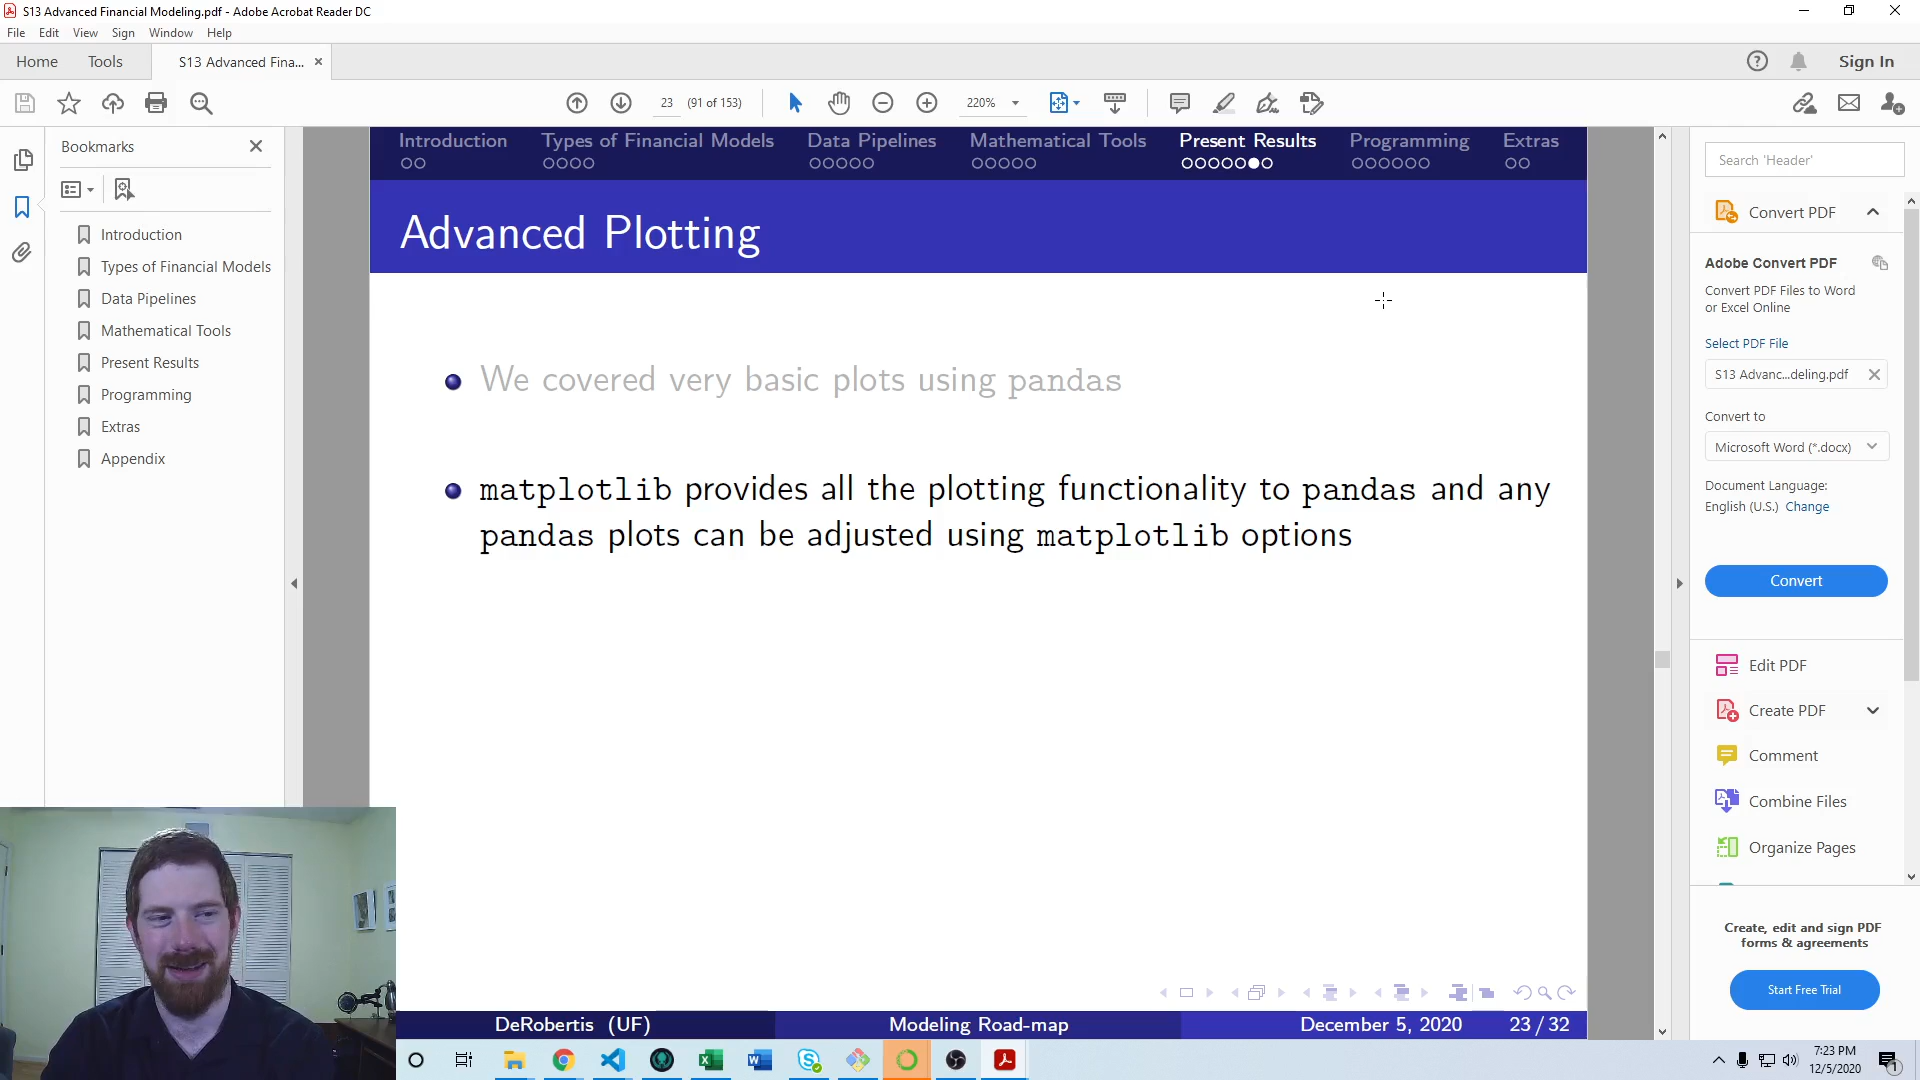 S13 Advanced Financial Modeling.pdf - Adobe Acrobat Reader DC
File Edit View Sign Window Help
Home Tools S13 Advanced Fina... × Sign In
23 (91 of 153) 220%
Bookmarks
Introduction
Types of Financial Models
Data Pipelines
Mathematical Tools
Present Results
Programming
Extras
Appendix
Introduction Types of Financial Models Data Pipelines Mathematical Tools Present Results Programming Extras
Advanced Plotting
We covered very basic plots using pandas
matplotlib provides all the plotting functionality to pandas and any
pandas plots can be adjusted using matplotlib options
DeRobertis (UF) Modeling Road-map December 5, 2020 23 / 32
Search 'Header'
Convert PDF
Adobe Convert PDF
Convert PDF Files to Word
or Excel Online
Select PDF File
S13 Advanc...deling.pdf
Convert to
Microsoft Word (*.docx)
Document Language:
English (U.S.) Change
Convert
Edit PDF
Create PDF
Comment
Combine Files
Organize Pages
Create, edit and sign PDF
forms & agreements
Start Free Trial
7:23 PM
12/5/2020
1